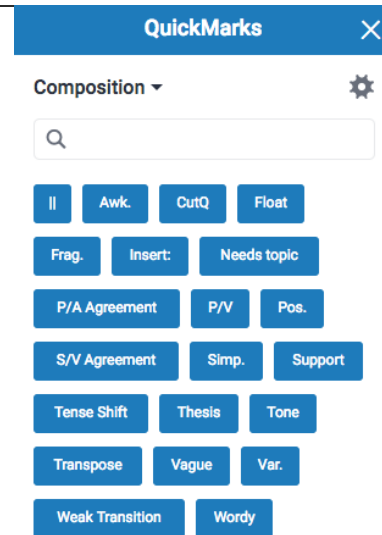 QuickMarks
Composition
|| Awk. CutQ Float
Frag. Insert: Needs topic
P/A Agreement P/V Pos.
S/V Agreement Simp. Support
Tense Shift Thesis Tone
Transpose Vague Var.
Weak Transition Wordy